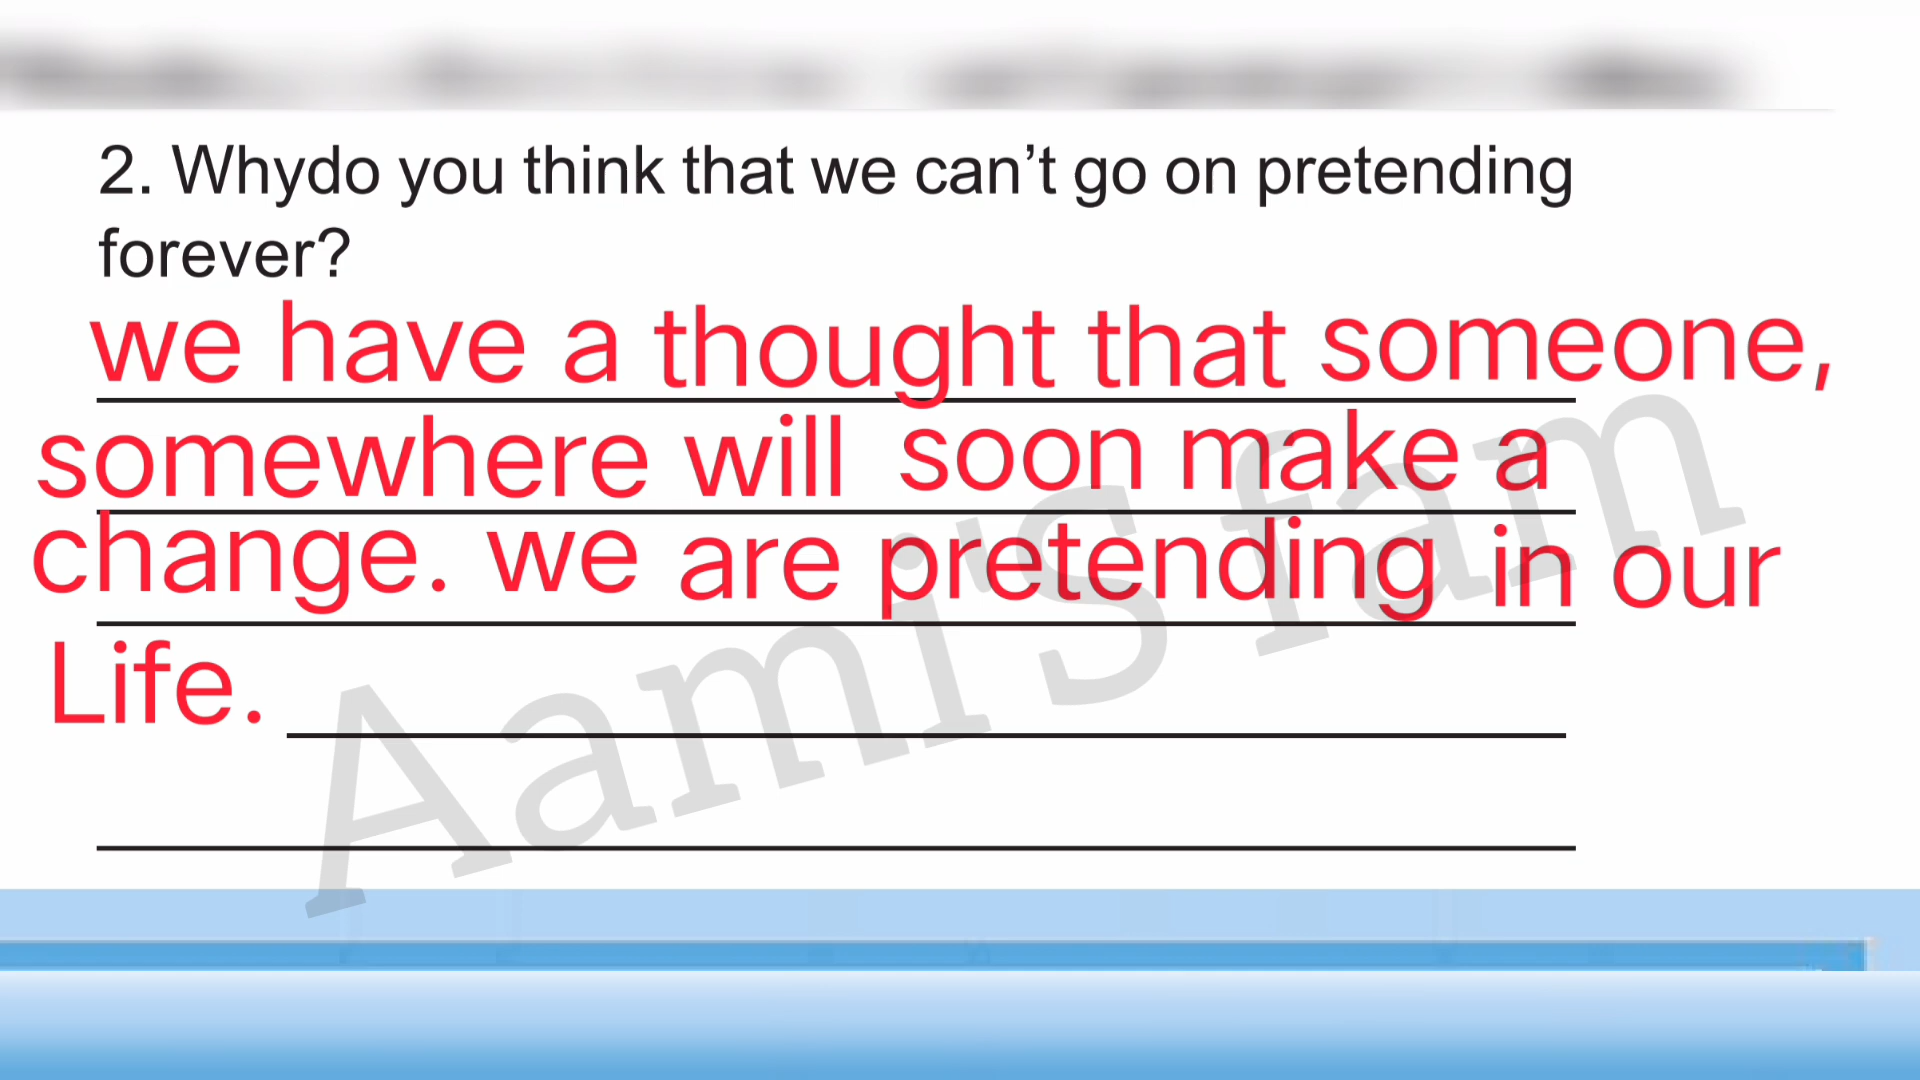 2. Whydo you think that we can’t go on pretending
forever?
we have a thought that someone,
somewhere will soon make a
change. we are pretending in our
Life.
Aami'S fam